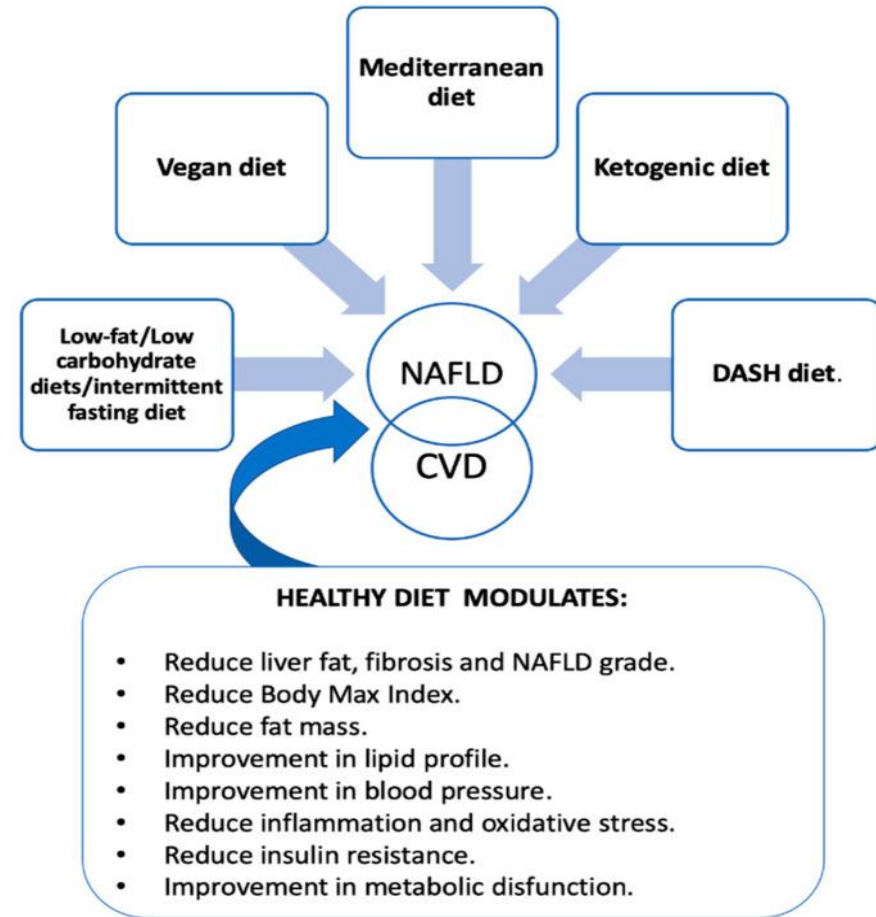 Mediterranean
diet
Vegan diet
Ketogenic diet
Low-fat/Low
carbohydrate
diets/intermittent
fasting diet
NAFLD
DASH diet.
CVD
HEALTHY DIET MODULATES:
• Reduce liver fat, fibrosis and NAFLD grade.
• Reduce Body Max Index.
• Reduce fat mass.
• Improvement in lipid profile.
• Improvement in blood pressure.
• Reduce inflammation and oxidative stress.
• Reduce insulin resistance.
• Improvement in metabolic disfunction.